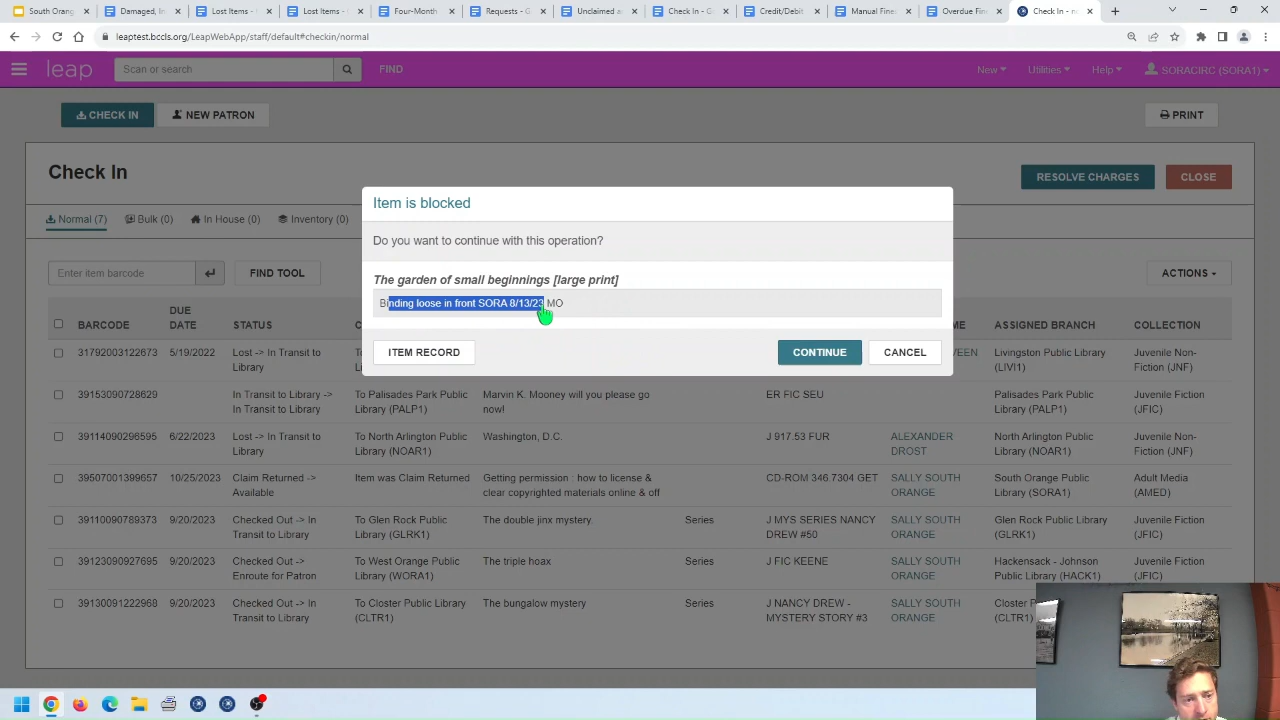 South Orang
Damaged, In
Lost Items -
Lost Items -
Four-Month
Requests - G
Unclaimed a
Check In - G
Credit/Debit
Manual Fine
Overdue Fine
Check In - n
leaptest.bccls.org/LeapWebApp/staff/default#checkin/normal
leap
Scan or search
FIND
New
Utilities
Help
SORACIRC (SORA1)
CHECK IN
NEW PATRON
PRINT
Check In
RESOLVE CHARGES
CLOSE
Normal (7)
Bulk (0)
In House (0)
Inventory (0)
Enter item barcode
FIND TOOL
ACTIONS
Item is blocked
Do you want to continue with this operation?
The garden of small beginnings [large print]
Binding loose in front SORA 8/13/23 MO
ITEM RECORD
CONTINUE
CANCEL
BARCODE
DUE
DATE
STATUS
ASSIGNED BRANCH
COLLECTION
31792003122673 5/19/2022 Lost -> In Transit to Livingston Public Library Juvenile Non-
Library (LIVI1) Fiction (JNF)
39153090728629 In Transit to Library -> To Palisades Park Public Marvin K. Mooney will you please go ER FIC SEU Palisades Park Public Juvenile Fiction
In Transit to Library Library (PALP1) now! Library (PALP1) (JFIC)
39114090296595 6/22/2023 Lost -> In Transit to To North Arlington Public Washington, D.C. J 917.53 FUR ALEXANDER North Arlington Public Juvenile Non-
Library Library (NOAR1) DROST Library (NOAR1) Fiction (JNF)
39507001399657 10/25/2023 Claim Returned -> Item was Claim Returned Getting permission : how to license & CD-ROM 346.7304 GET SALLY SOUTH South Orange Public Adult Media
Available clear copyrighted materials online & off ORANGE Library (SORA1) (AMED)
39110090789373 9/20/2023 Checked Out -> In To Glen Rock Public The double jinx mystery. Series J MYS SERIES NANCY SALLY SOUTH Glen Rock Public Juvenile Fiction
Transit to Library Library (GLRK1) DREW #50 ORANGE Library (GLRK1) (JFIC)
39123090927695 9/20/2023 Checked Out -> To West Orange Public The triple hoax Series J FIC KEENE SALLY SOUTH Hackensack - Johnson Juvenile Fiction
Enroute for Patron Library (WORA1) ORANGE Public Library (HACK1) (JFIC)
39130091222968 9/20/2023 Checked Out -> In To Closter Public Library The bungalow mystery Series J NANCY DREW - SALLY SOUTH Closter P
Transit to Library (CLTR1) MYSTERY STORY #3 ORANGE (CLTR1)